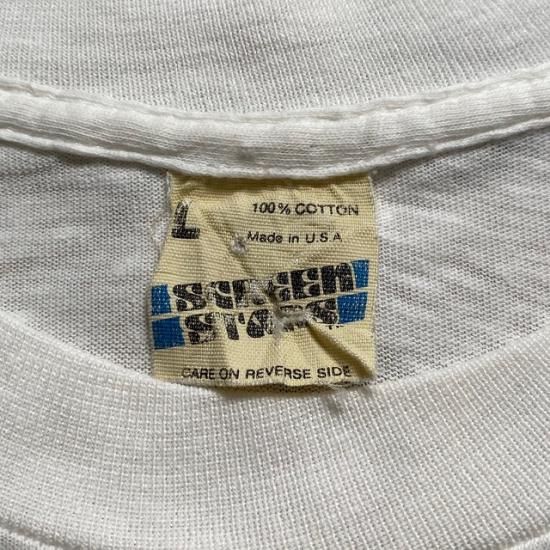 L
100% COTTON
Made in U.S.A
SCREEN
STARS
CARE ON REVERSE SIDE